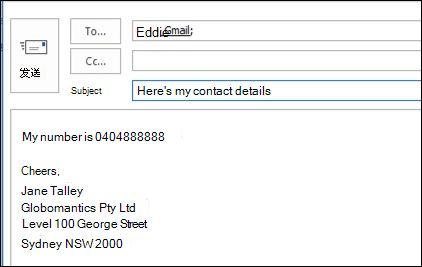 To...
Eddie Gmail;
发送
Cc...
Subject
Here's my contact details
My number is 0404888888
Cheers,
Jane Talley
Globomantics Pty Ltd
Level 100 George Street
Sydney NSW 2000